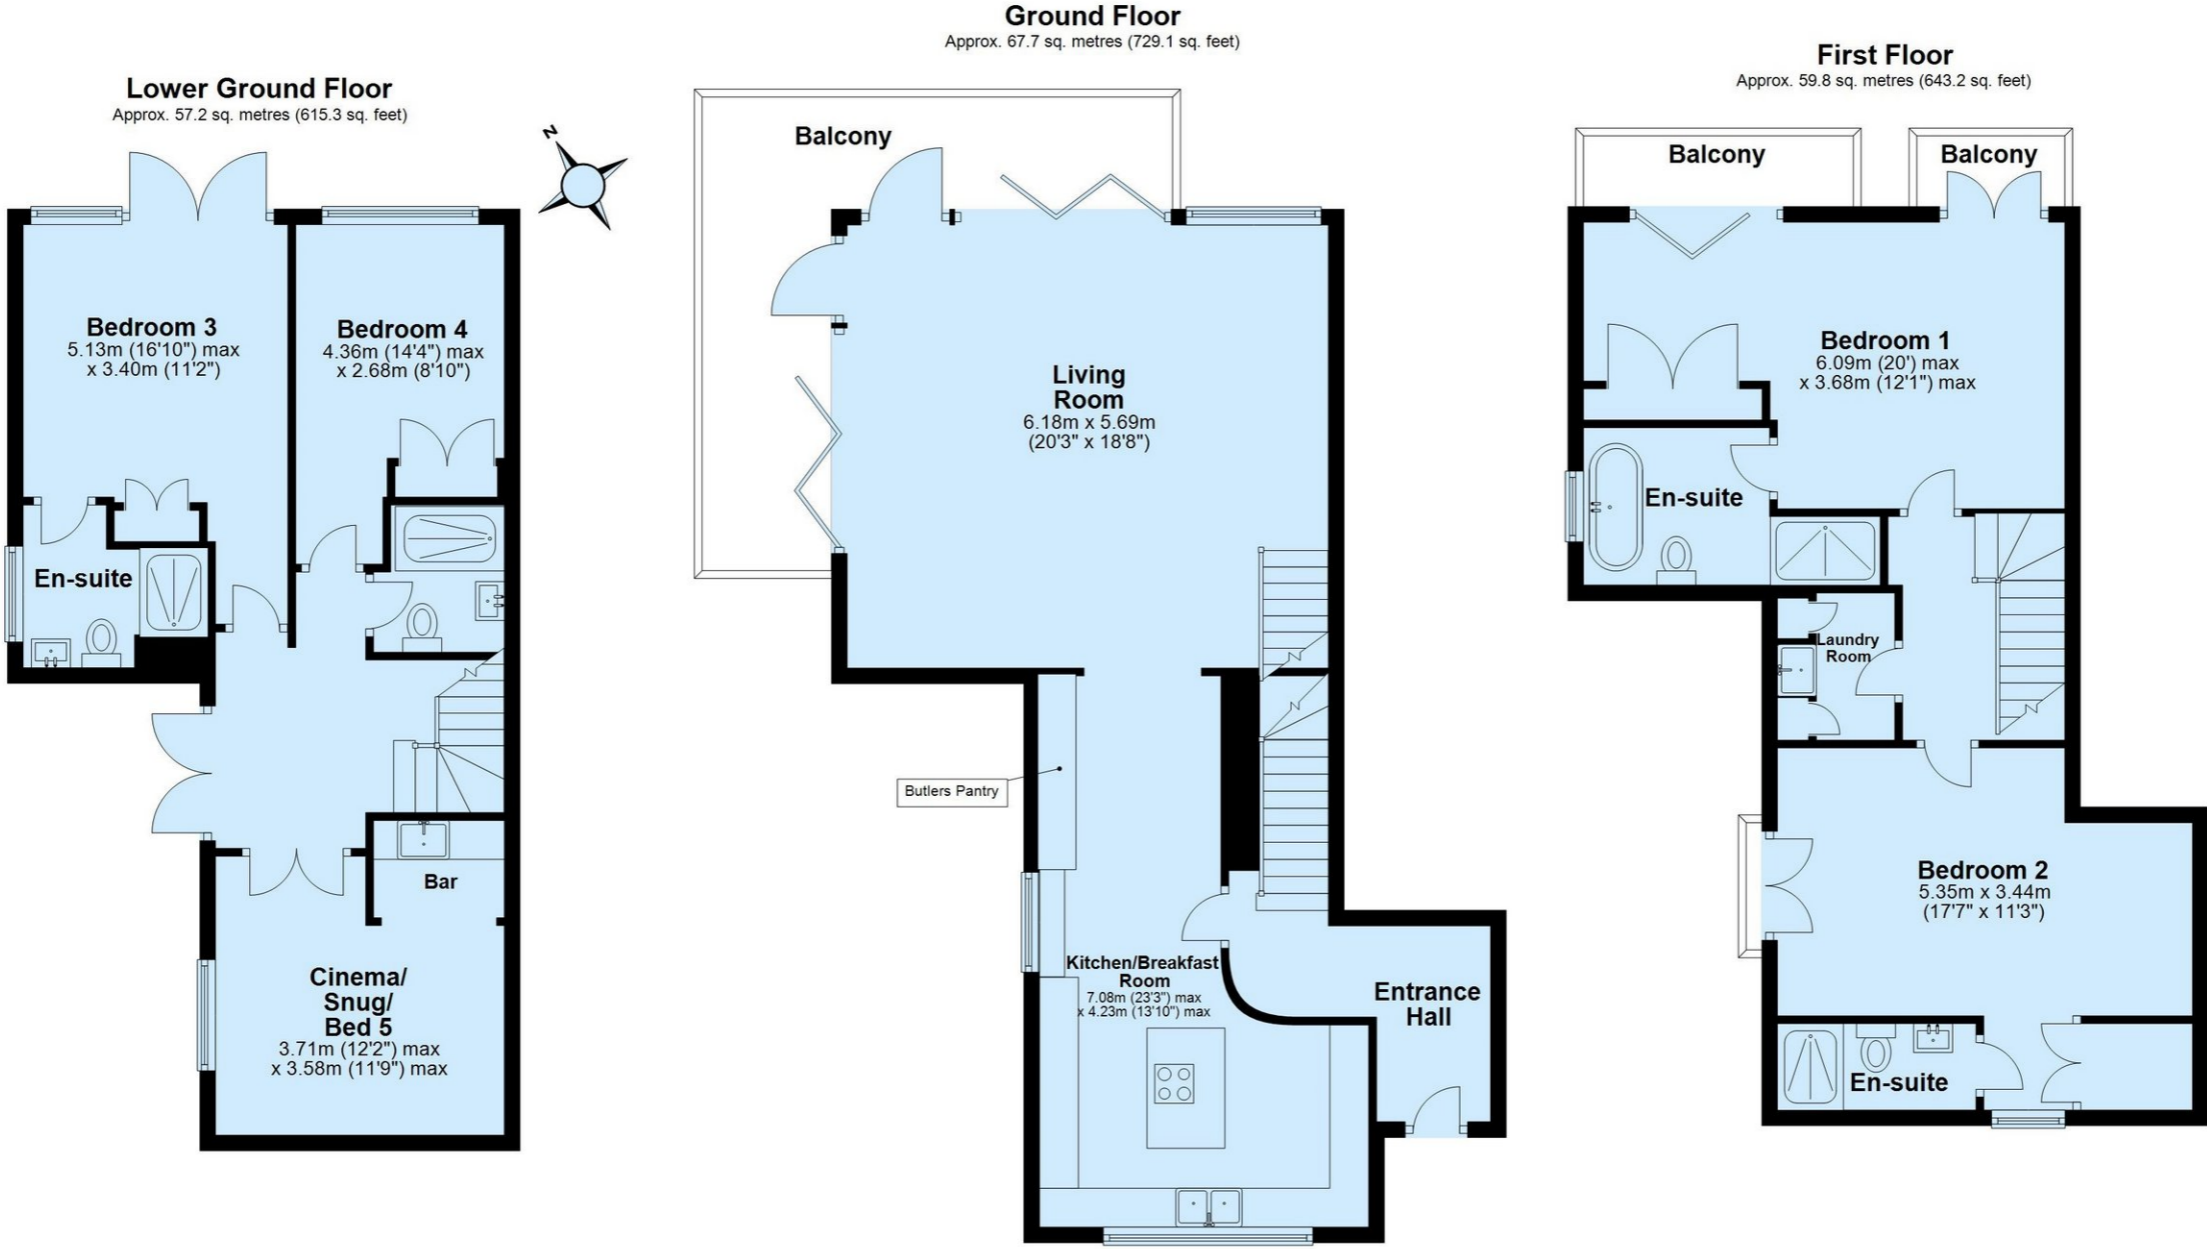 Lower Ground Floor
Approx. 57.2 sq. metres (615.3 sq. feet)
N
Bedroom 3
5.13m (16'10") max
x 3.40m (11'2")
Bedroom 4
4.36m (14'4") max
x 2.68m (8'10")
En-suite
Bar
Cinema/
Snug/
Bed 5
3.71m (12'2") max
x 3.58m (11'9") max
Ground Floor
Approx. 67.7 sq. metres (729.1 sq. feet)
Balcony
Living
Room
6.18m x 5.69m
(20'3" x 18'8")
Butlers Pantry
Kitchen/Breakfast
Room
7.08m (23'3") max
x 4.23m (13'10") max
Entrance
Hall
First Floor
Approx. 59.8 sq. metres (643.2 sq. feet)
Balcony
Balcony
Bedroom 1
6.09m (20') max
x 3.68m (12'1") max
En-suite
Laundry
Room
Bedroom 2
5.35m x 3.44m
(17'7" x 11'3")
En-suite